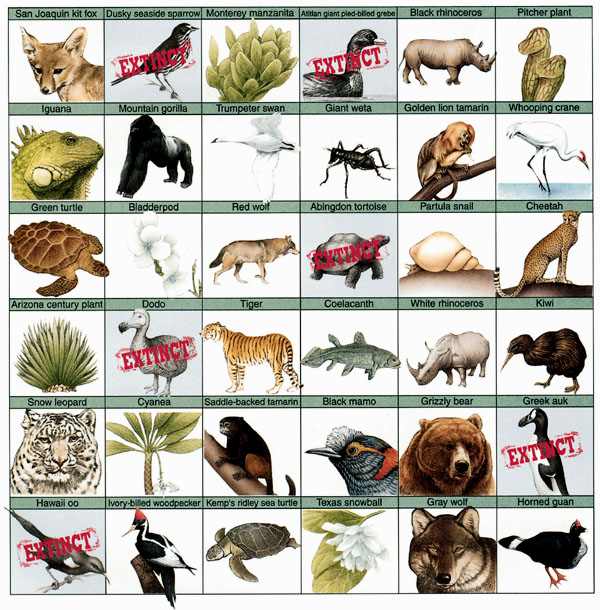 San Joaquin kit fox
Dusky seaside sparrow
EXTINCT
Monterey manzanita
Atitlan giant pied-billed grebe
EXTINCT
Black rhinoceros
Pitcher plant
Iguana
Mountain gorilla
Trumpeter swan
Giant weta
Golden lion tamarin
Whooping crane
Green turtle
Bladderpod
Red wolf
Abingdon tortoise
EXTINCT
Partula snail
Cheetah
Arizona century plant
Dodo
EXTINCT
Tiger
Coelacanth
White rhinoceros
Kiwi
Snow leopard
Cyanea
Saddle-backed tamarin
Black mamo
Grizzly bear
Greek auk
EXTINCT
Hawaii oo
EXTINCT
Ivory-billed woodpecker
Kemp's ridley sea turtle
Texas snowball
Gray wolf
Horned guan